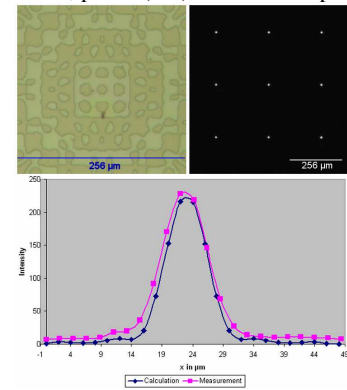 256 µm
256 µm
250
200
150
100
50
0
Intensity
-1 4 9 14 19 24 29 34 39 44 49
x in µm
Calculation Measurement